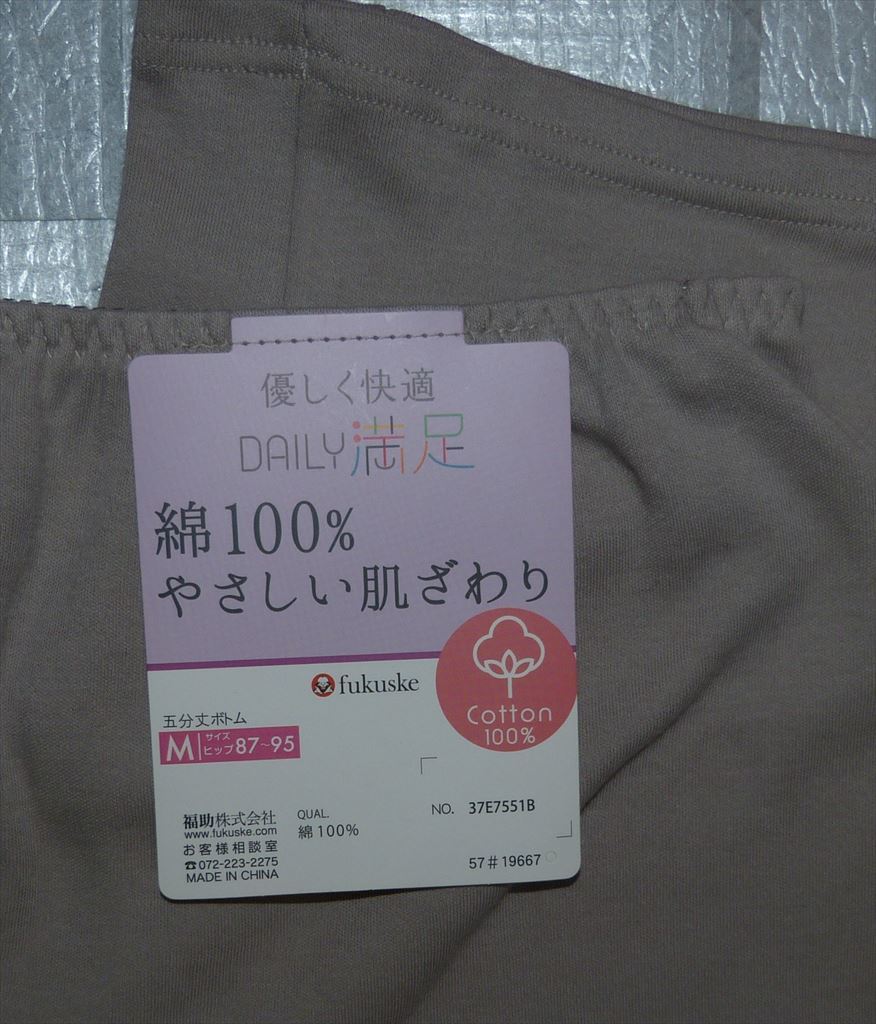 優しく快適
DAILY満足
綿100%
やさしい肌ざわり
fukuske
Cotton
100%
五分丈ボトム
M サイズ ヒップ87~95
NO. 37E7551B
福助株式会社
www.fukuske.com
お客様相談室
☎072-223-2275
MADE IN CHINA
QUAL.
綿100%
57#19667